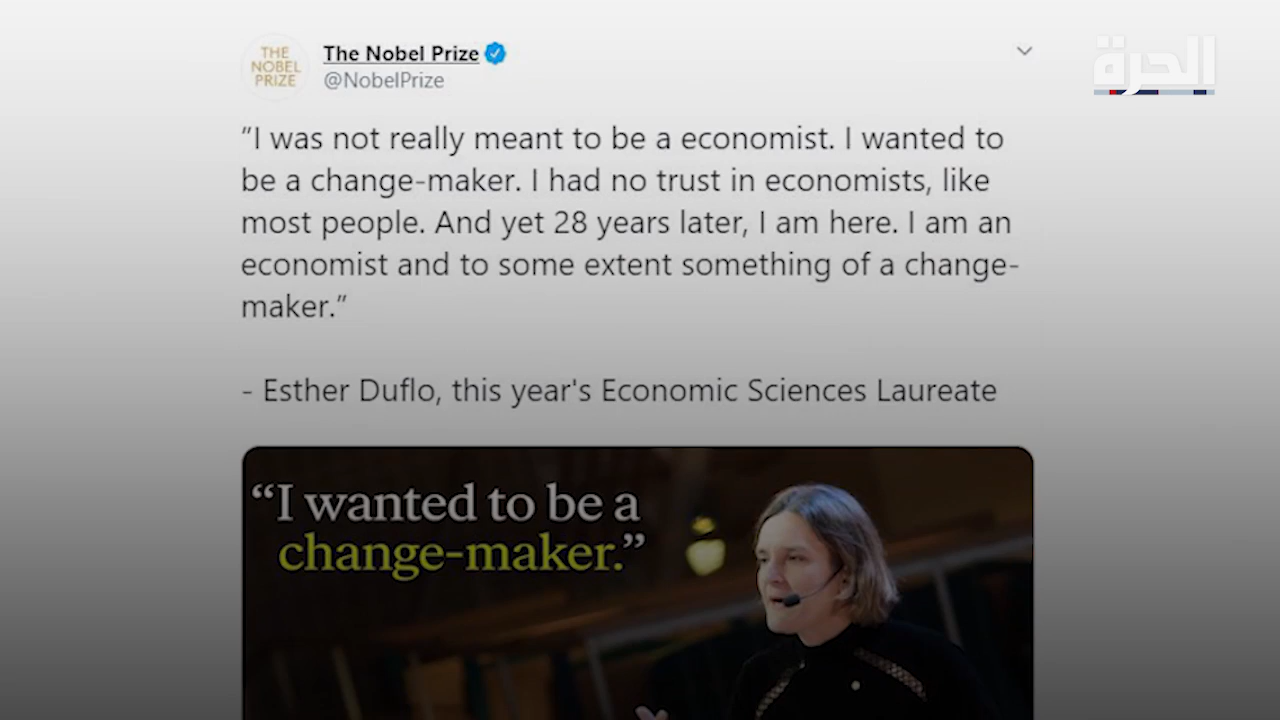 THE
NOBEL
PRIZE
The Nobel Prize
@NobelPrize
الحرة
"I was not really meant to be a economist. I wanted to
be a change-maker. I had no trust in economists, like
most people. And yet 28 years later, I am here. I am an
economist and to some extent something of a change-
maker."
- Esther Duflo, this year's Economic Sciences Laureate
“I wanted to be a
change-maker.”